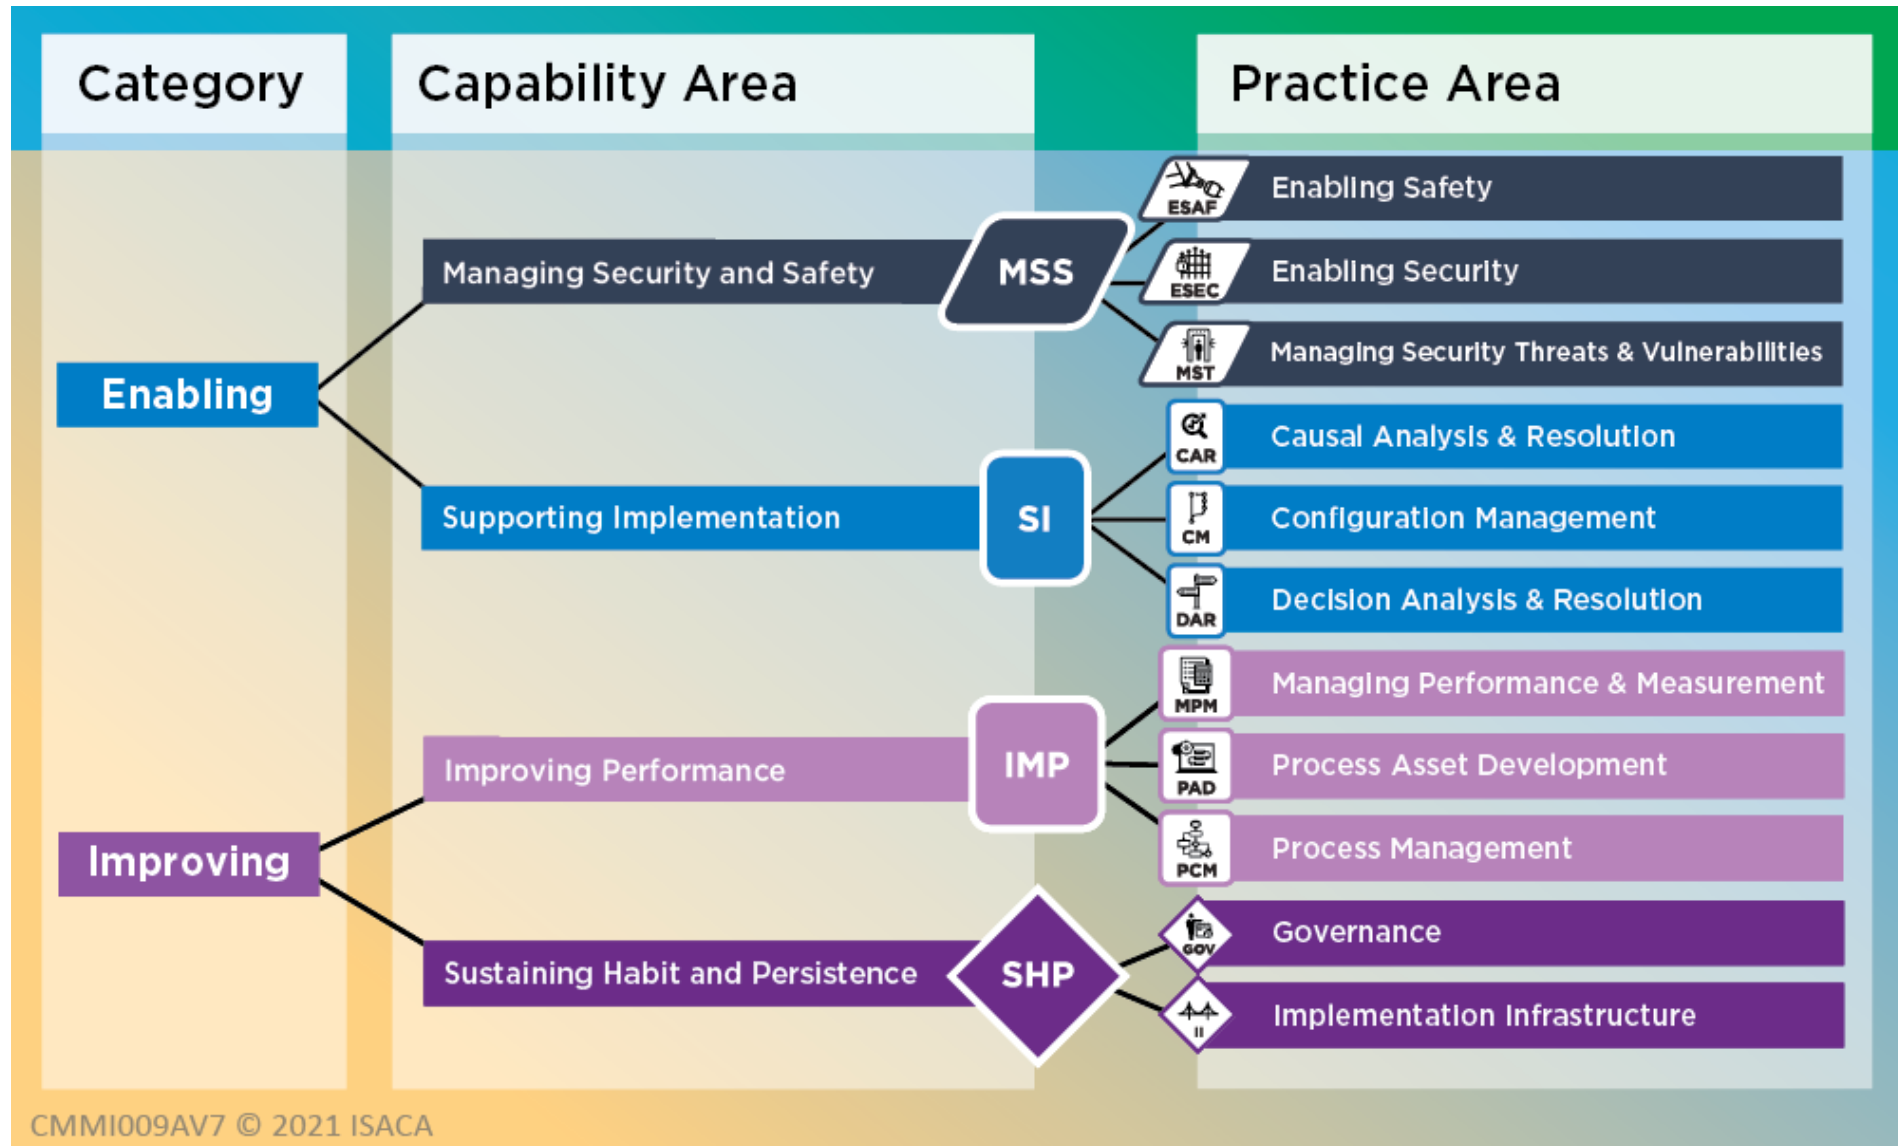 Category
Capability Area
Practice Area
ESAF
Enabling Safety
Managing Security and Safety
MSS
ESEC
Enabling Security
MST
Managing Security Threats & Vulnerabilities
Enabling
CAR
Causal Analysis & Resolution
Supporting Implementation
SI
CM
Configuration Management
DAR
Decision Analysis & Resolution
MPM
Managing Performance & Measurement
Improving Performance
IMP
PAD
Process Asset Development
PCM
Process Management
Improving
GOV
Governance
Sustaining Habit and Persistence
SHP
II
Implementation Infrastructure
CMMI009AV7 © 2021 ISACA